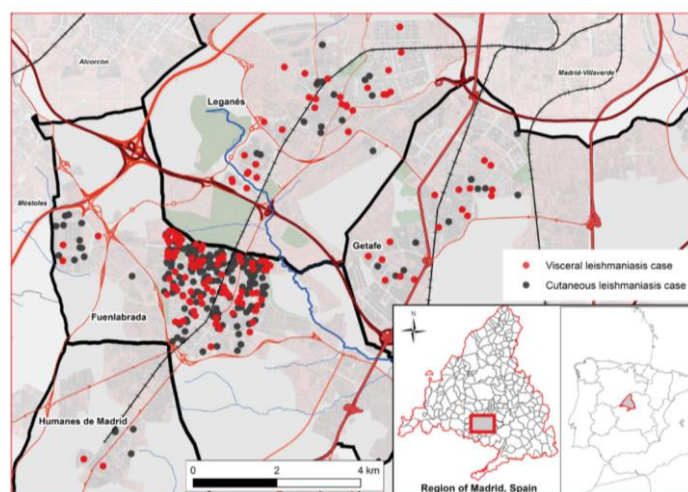 Alcorcón
Madrid-Villaverde
Leganés
Móstoles
Getafe
Visceral leishmaniasis case
Cutaneous leishmaniasis case
Fuenlabrada
N
Humanes de Madrid
0 2 4 km
Region of Madrid, Spain